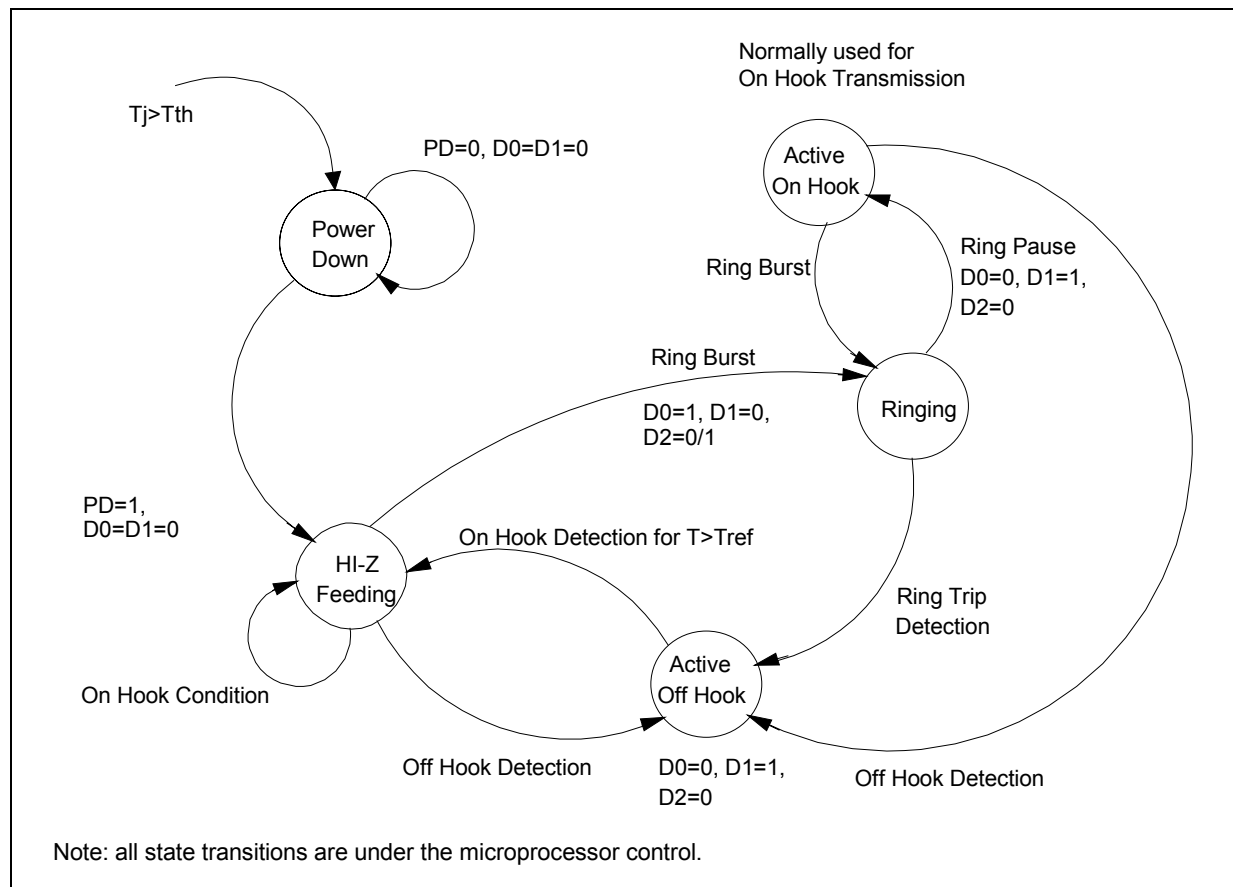 Normally used for
On Hook Transmission
Tj>Tth
PD=0, D0=D1=0
Active
On Hook
Power
Down
Ring Pause
D0=0, D1=1,
D2=0
Ring Burst
Ring Burst
Ringing
D0=1, D1=0,
D2=0/1
PD=1,
D0=D1=0
On Hook Detection for T>Tref
HI-Z
Feeding
Ring Trip
Detection
Active
Off Hook
On Hook Condition
Off Hook Detection
D0=0, D1=1,
D2=0
Off Hook Detection
Note: all state transitions are under the microprocessor control.